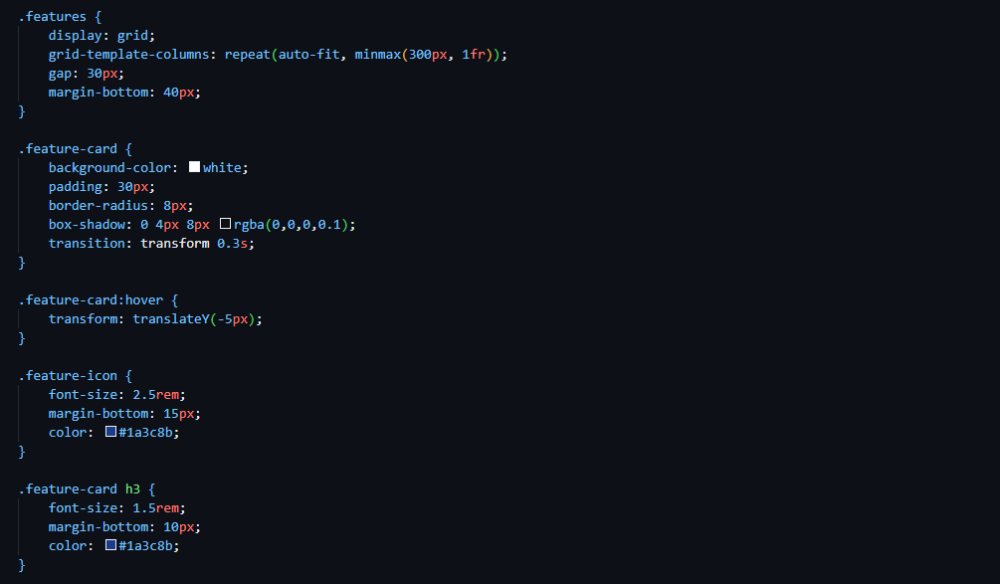 .features {
    display: grid;
    grid-template-columns: repeat(auto-fit, minmax(300px, 1fr));
    gap: 30px;
    margin-bottom: 40px;
}

.feature-card {
    background-color: white;
    padding: 30px;
    border-radius: 8px;
    box-shadow: 0 4px 8px rgba(0,0,0,0.1);
    transition: transform 0.3s;
}

.feature-card:hover {
    transform: translateY(-5px);
}

.feature-icon {
    font-size: 2.5rem;
    margin-bottom: 15px;
    color: #1a3c8b;
}

.feature-card h3 {
    font-size: 1.5rem;
    margin-bottom: 10px;
    color: #1a3c8b;
}